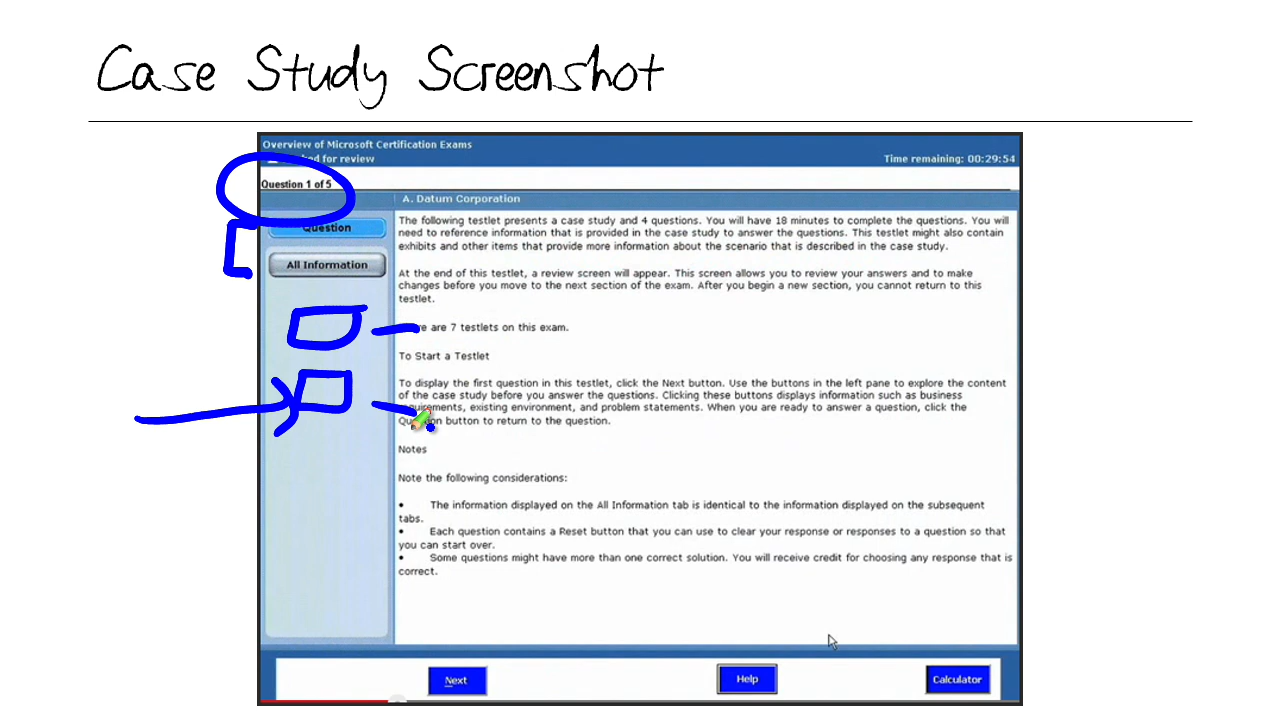 Case Study Screenshot
Overview of Microsoft Certification Exams
for review
Time remaining: 00:29:54
Question 1 of 5
A. Datum Corporation
Question
All Information
The following testlet presents a case study and 4 questions. You will have 18 minutes to complete the questions. You will
need to reference information that is provided in the case study to answer the questions. This testlet might also contain
exhibits and other items that provide more information about the scenario that is described in the case study.
At the end of this testlet, a review screen will appear. This screen allows you to review your answers and to make
changes before you move to the next section of the exam. After you begin a new section, you cannot return to this
testlet.
are 7 testlets on this exam.
To Start a Testlet
To display the first question in this testlet, click the Next button. Use the buttons in the left pane to explore the content
of the case study before you answer the questions. Clicking these buttons displays information such as business
requirements, existing environment, and problem statements. When you are ready to answer a question, click the
Question button to return to the question.
Notes
Note the following considerations:
• The information displayed on the All Information tab is identical to the information displayed on the subsequent
tabs.
• Each question contains a Reset button that you can use to clear your response or responses to a question so that
you can start over.
• Some questions might have more than one correct solution. You will receive credit for choosing any response that is
correct.
Next
Help
Calculator